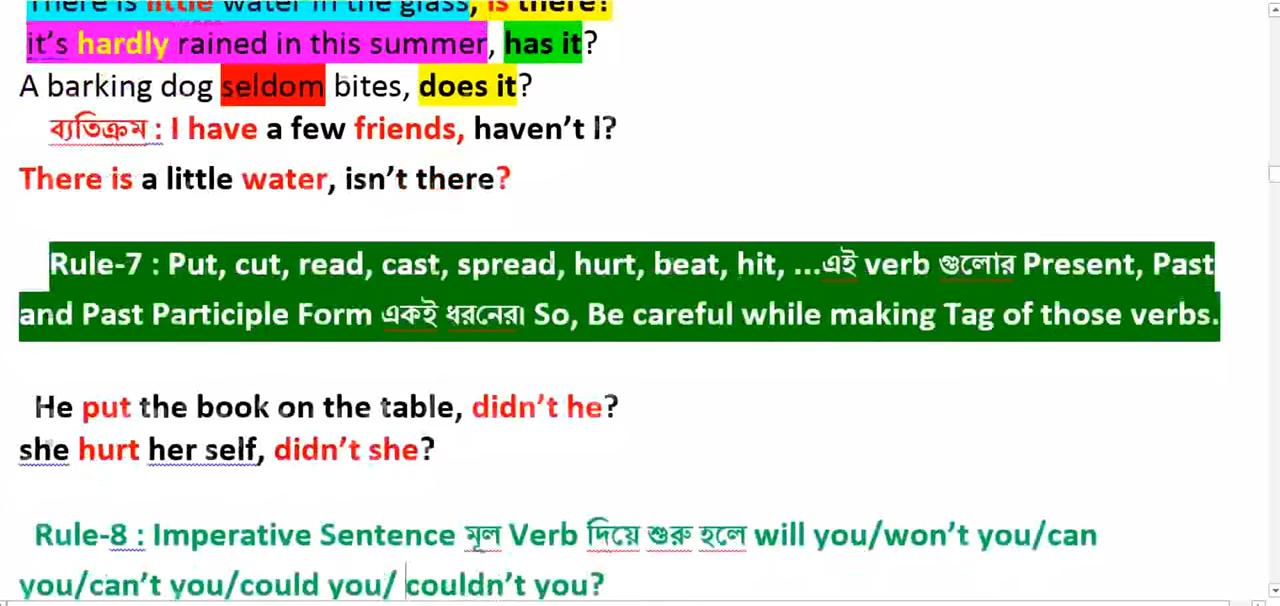 There is little water in the glass, is there?
it’s hardly rained in this summer, has it?
A barking dog seldom bites, does it?
ব্যতিক্রম : I have a few friends, haven’t I?
There is a little water, isn’t there?
Rule-7 : Put, cut, read, cast, spread, hurt, beat, hit, ...এই verb গুলোর Present, Past
and Past Participle Form একই ধরনের। So, Be careful while making Tag of those verbs.
He put the book on the table, didn’t he?
she hurt her self, didn’t she?
Rule-8 : Imperative Sentence মূল Verb দিয়ে শুরু হলে will you/won’t you/can
you/can’t you/could you/ couldn’t you?